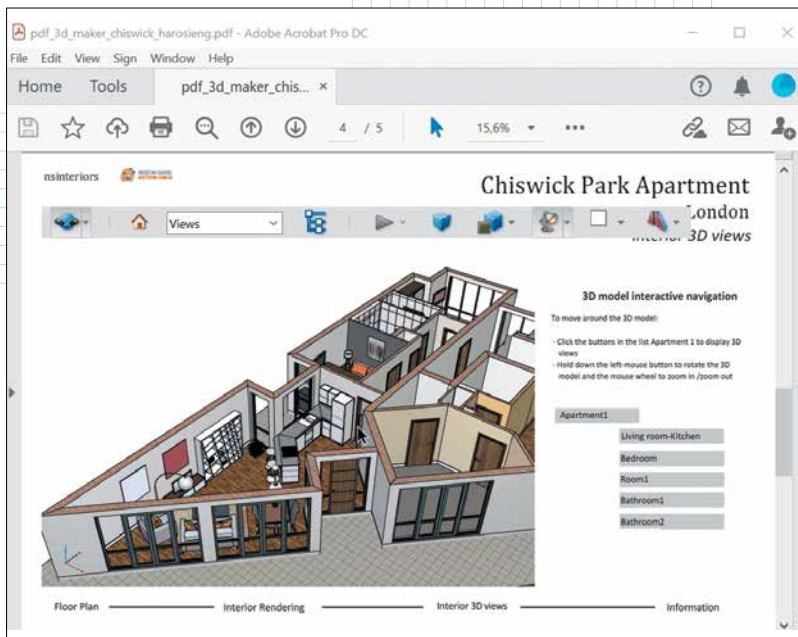 pdf_3d_maker_chiswick_harosieng.pdf - Adobe Acrobat Pro DC
File Edit View Sign Window Help
Home Tools pdf_3d_maker_chis... ×
4 / 5 15,6%
nsinteriors
Chiswick Park Apartment
London
Interior 3D views
Views
3D model interactive navigation
To move around the 3D model:
- Click the buttons in the list Apartment 1 to display 3D
views
- Hold down the left-mouse button to rotate the 3D
model and the mouse wheel to zoom in /zoom out
Apartment1
Living room-Kitchen
Bedroom
Room1
Bathroom1
Bathroom2
Floor Plan Interior Rendering Interior 3D views Information